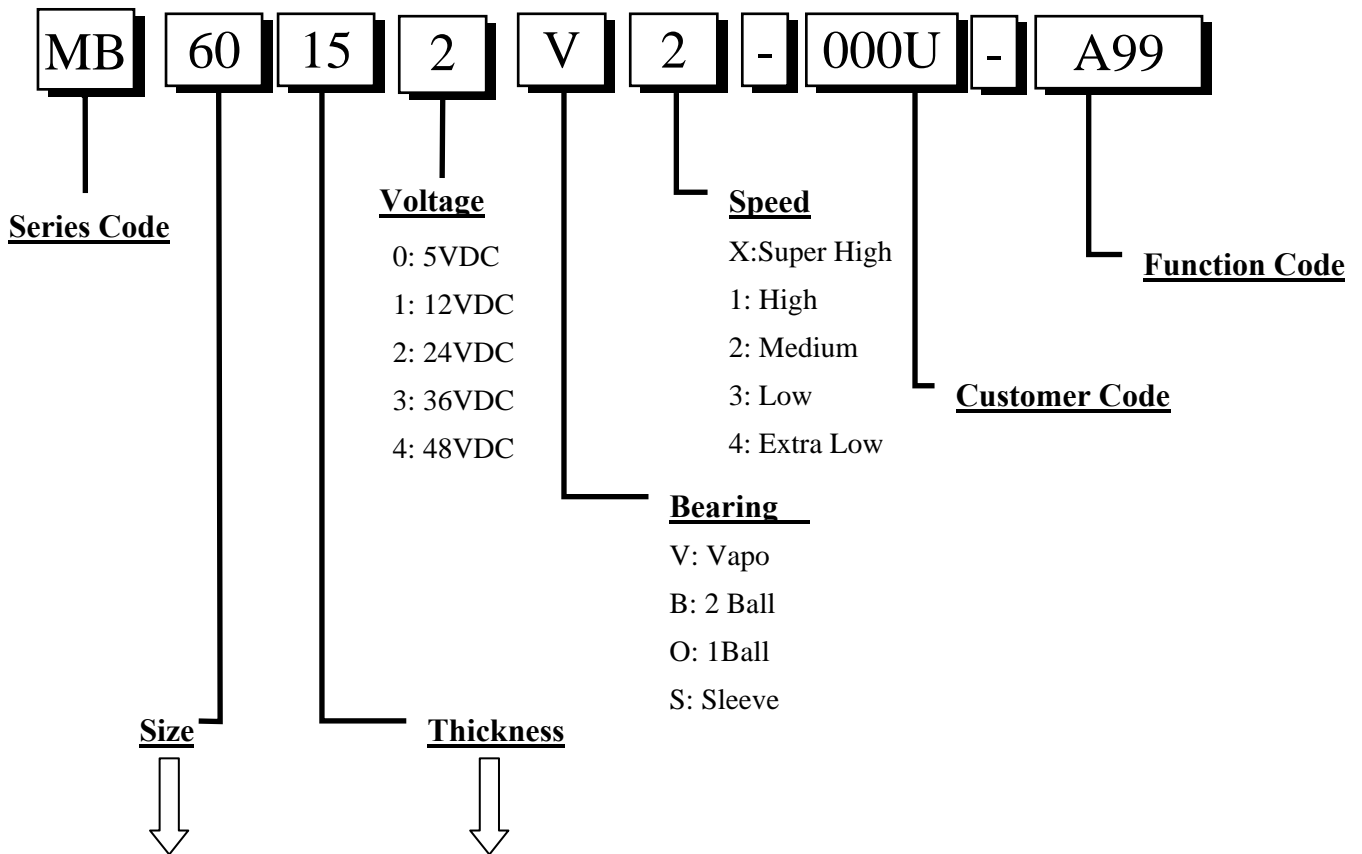 MB 60 15 2 V 2 - 000U - A99
Series Code
Voltage
0: 5VDC
1: 12VDC
2: 24VDC
3: 36VDC
4: 48VDC
Speed
X:Super High
1: High
2: Medium
3: Low
4: Extra Low
Function Code
Customer Code
Bearing
V: Vapo
B: 2 Ball
O: 1Ball
S: Sleeve
Size
Thickness